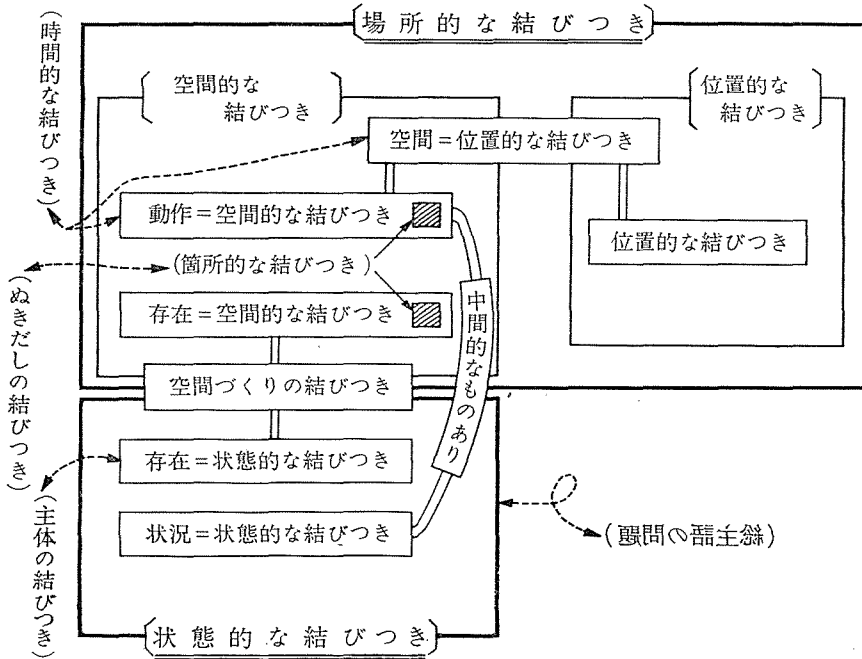 〔場所的な結びつき〕
(時間的な結びつき)
〔空間的な
結びつき〕
〔位置的な
結びつき〕
空間＝位置的な結びつき
動作＝空間的な結びつき
位置的な結びつき
(箇所的な結びつき)
(ぬきだしの結びつき)
存在＝空間的な結びつき
中間的なものあり
空間づくりの結びつき
存在＝状態的な結びつき
(主体の結びつき)
状況＝状態的な結びつき
(総主語の問題)
〔状態的な結びつき〕